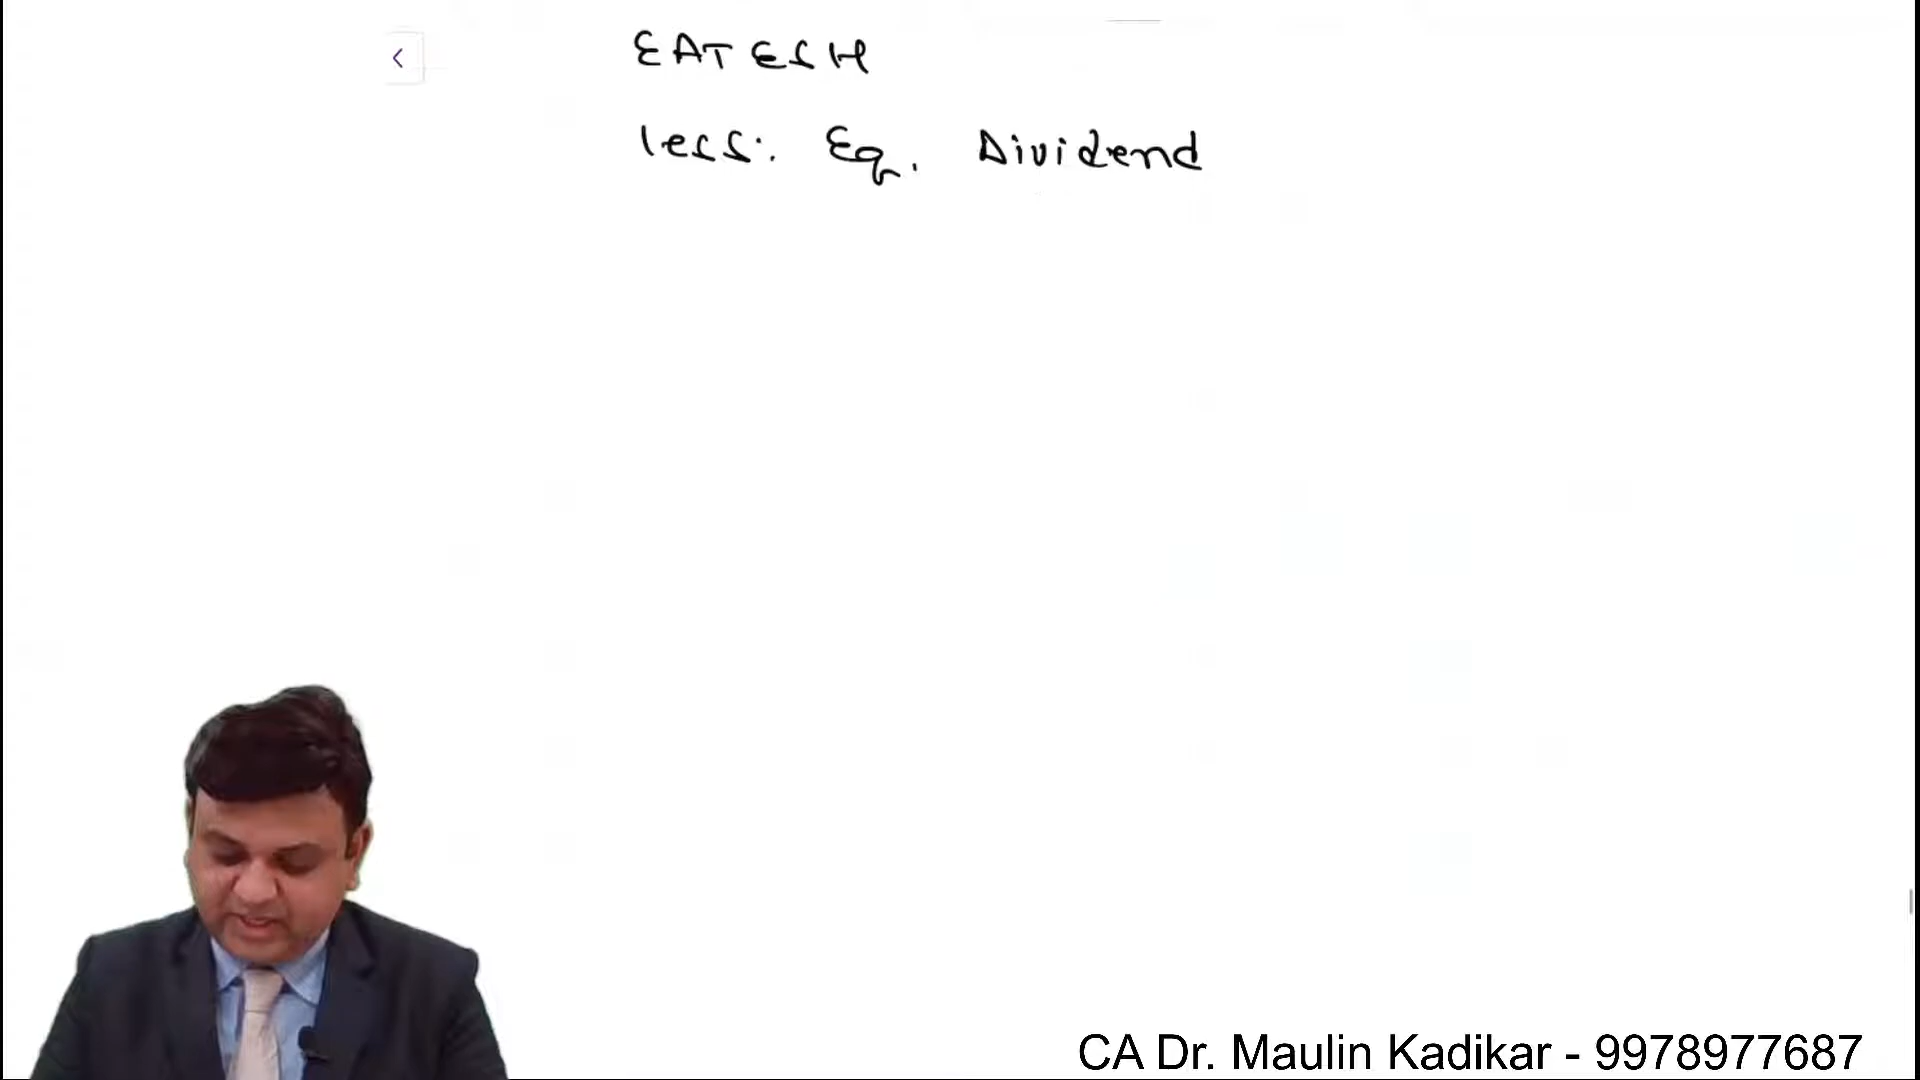 EATESH
less: Eq. Dividend
CA Dr. Maulin Kadikar - 9978977687